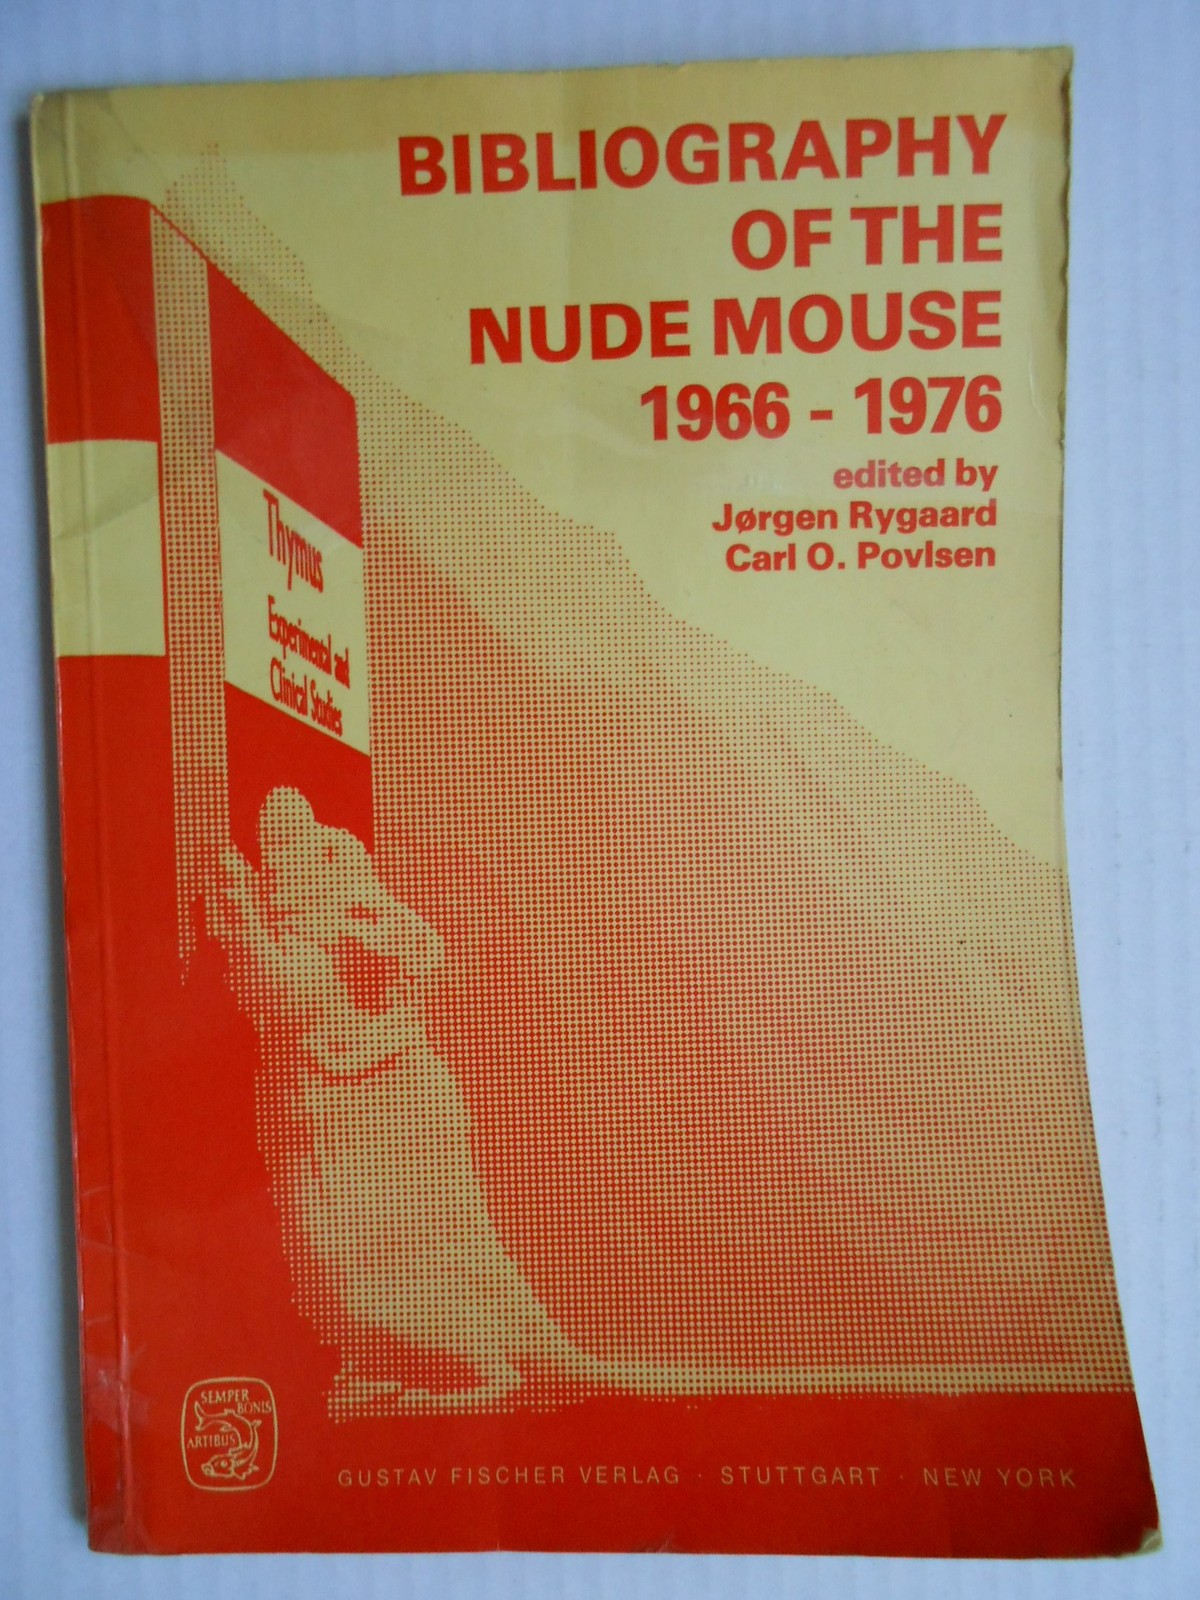 BIBLIOGRAPHY
OF THE
NUDE MOUSE
1966 - 1976
edited by
Jørgen Rygaard
Carl O. Povlsen
Thymus
Experimental and
Clinical Studies
SEMPER
BONIS
ARTIBUS
GUSTAV FISCHER VERLAG · STUTTGART · NEW YORK